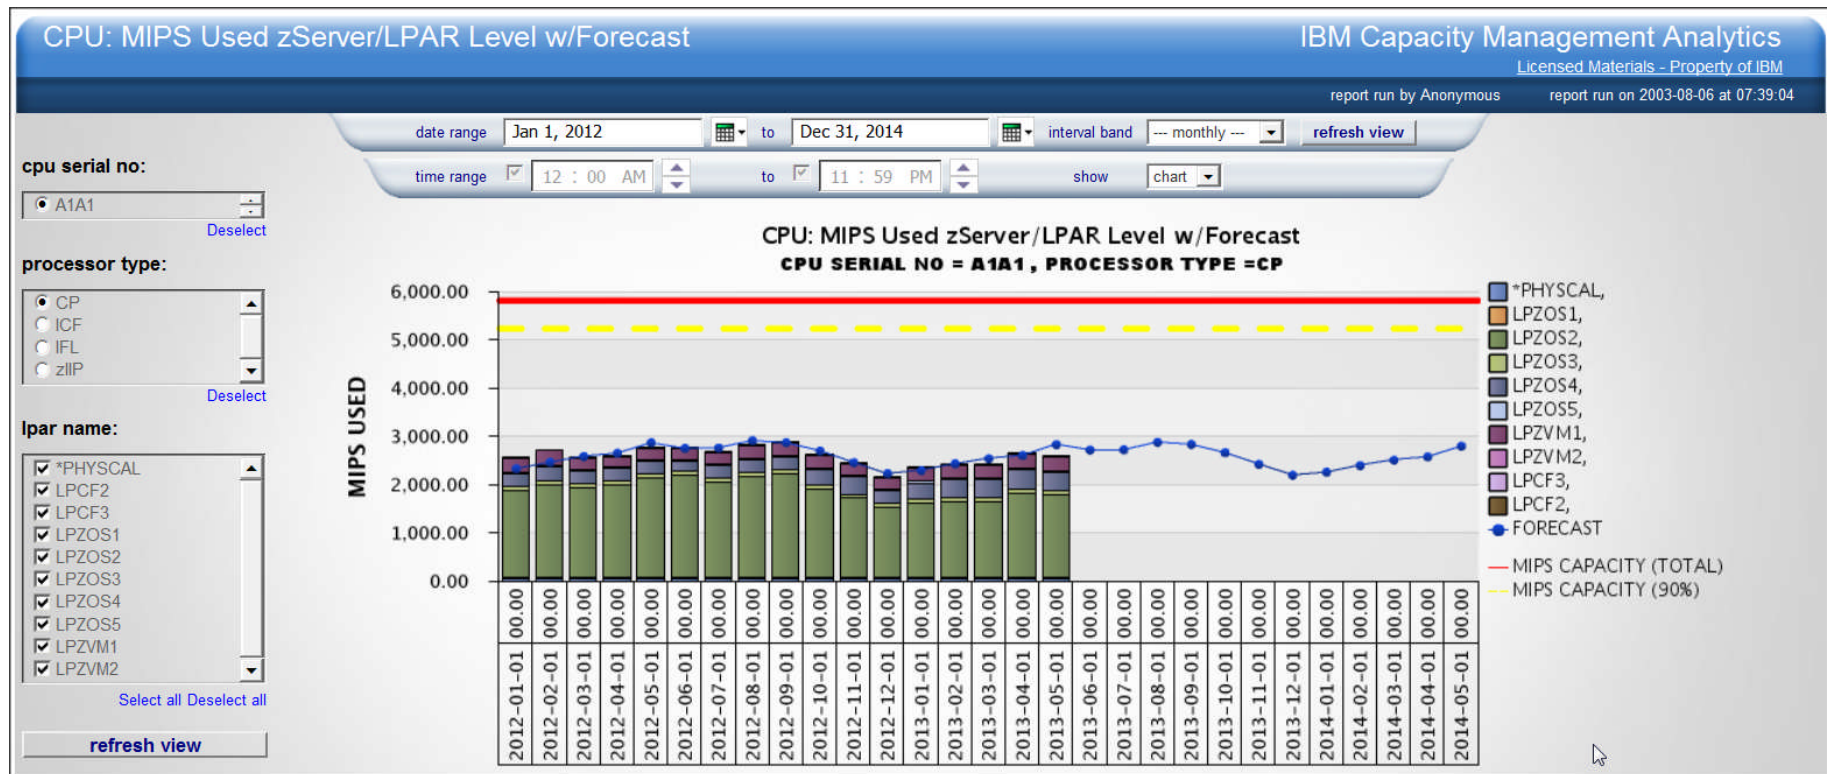 CPU: MIPS Used zServer/LPAR Level w/Forecast
IBM Capacity Management Analytics
Licensed Materials - Property of IBM
report run by Anonymous report run on 2003-08-06 at 07:39:04
date range Jan 1, 2012 to Dec 31, 2014 interval band --- monthly --- refresh view
time range 12 : 00 AM to 11 : 59 PM show chart
cpu serial no:
A1A1
Deselect
processor type:
CP
ICF
IFL
zIIP
Deselect
lpar name:
*PHYSCAL
LPCF2
LPCF3
LPZOS1
LPZOS2
LPZOS3
LPZOS4
LPZOS5
LPZVM1
LPZVM2
Select all Deselect all
refresh view
CPU: MIPS Used zServer/LPAR Level w/Forecast
CPU SERIAL NO = A1A1 , PROCESSOR TYPE =CP
MIPS USED
6,000.00
5,000.00
4,000.00
3,000.00
2,000.00
1,000.00
0.00
2012-01-01 00.00
2012-02-01 00.00
2012-03-01 00.00
2012-04-01 00.00
2012-05-01 00.00
2012-06-01 00.00
2012-07-01 00.00
2012-08-01 00.00
2012-09-01 00.00
2012-10-01 00.00
2012-11-01 00.00
2012-12-01 00.00
2013-01-01 00.00
2013-02-01 00.00
2013-03-01 00.00
2013-04-01 00.00
2013-05-01 00.00
2013-06-01 00.00
2013-07-01 00.00
2013-08-01 00.00
2013-09-01 00.00
2013-10-01 00.00
2013-11-01 00.00
2013-12-01 00.00
2014-01-01 00.00
2014-02-01 00.00
2014-03-01 00.00
2014-04-01 00.00
2014-05-01 00.00
*PHYSCAL,
LPZOS1,
LPZOS2,
LPZOS3,
LPZOS4,
LPZOS5,
LPZVM1,
LPZVM2,
LPCF3,
LPCF2,
FORECAST
MIPS CAPACITY (TOTAL)
MIPS CAPACITY (90%)